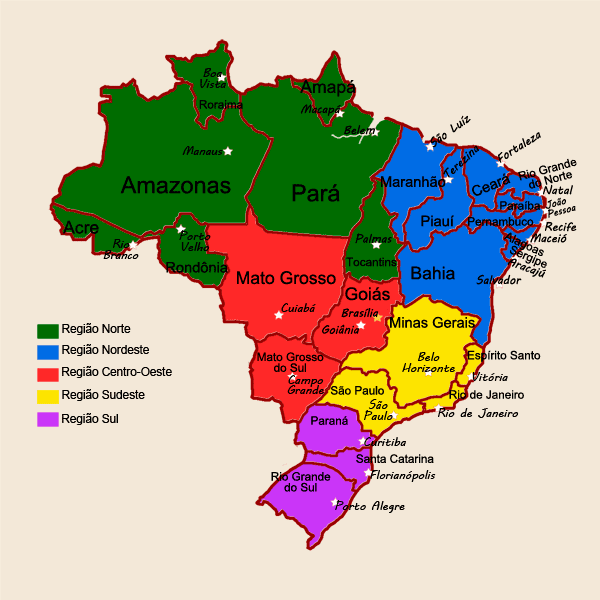 Boa
Vista
Roraima
Amapá
Macapá
Belem
Manaus
Amazonas
Pará
São Luíz
Teresina
Fortaleza
Maranhão
Ceará
Rio Grande
do Norte
Natal
Paraíba
João
Pessoa
Piauí
Pernambuco
Recife
Alagoas
Maceió
Sergipe
Aracajú
Acre
Rio
Branco
Porto
Velho
Rondônia
Palmas
Tocantins
Bahia
Salvador
Mato Grosso
Cuiabá
Goiás
Brasília
Goiânia
Minas Gerais
Belo
Horizonte
Espírito Santo
Vitória
Mato Grosso
do Sul
Campo
Grande
São Paulo
São
Paulo
Rio de Janeiro
Rio de Janeiro
Paraná
Curitiba
Santa Catarina
Florianópolis
Rio Grande
do Sul
Porto Alegre
Região Norte
Região Nordeste
Região Centro-Oeste
Região Sudeste
Região Sul